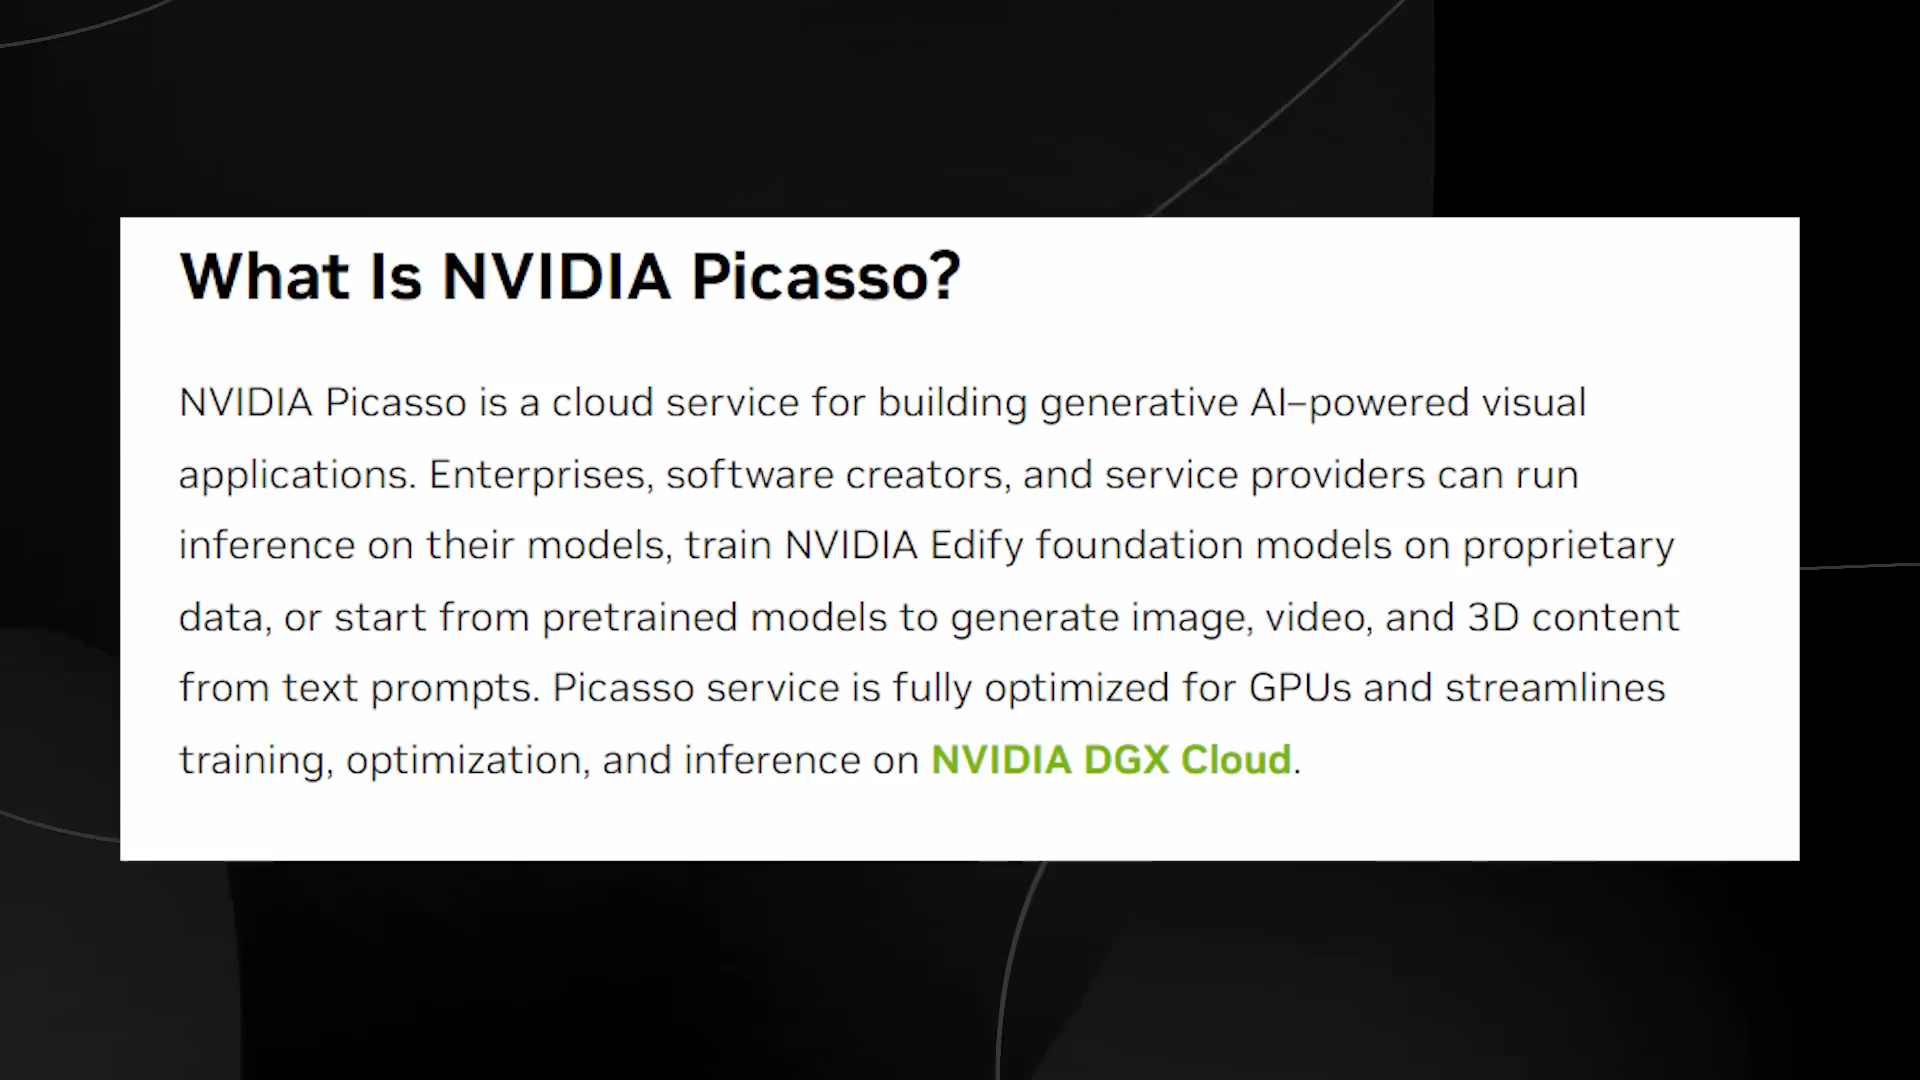 What Is NVIDIA Picasso?
NVIDIA Picasso is a cloud service for building generative AI–powered visual
applications. Enterprises, software creators, and service providers can run
inference on their models, train NVIDIA Edify foundation models on proprietary
data, or start from pretrained models to generate image, video, and 3D content
from text prompts. Picasso service is fully optimized for GPUs and streamlines
training, optimization, and inference on NVIDIA DGX Cloud.